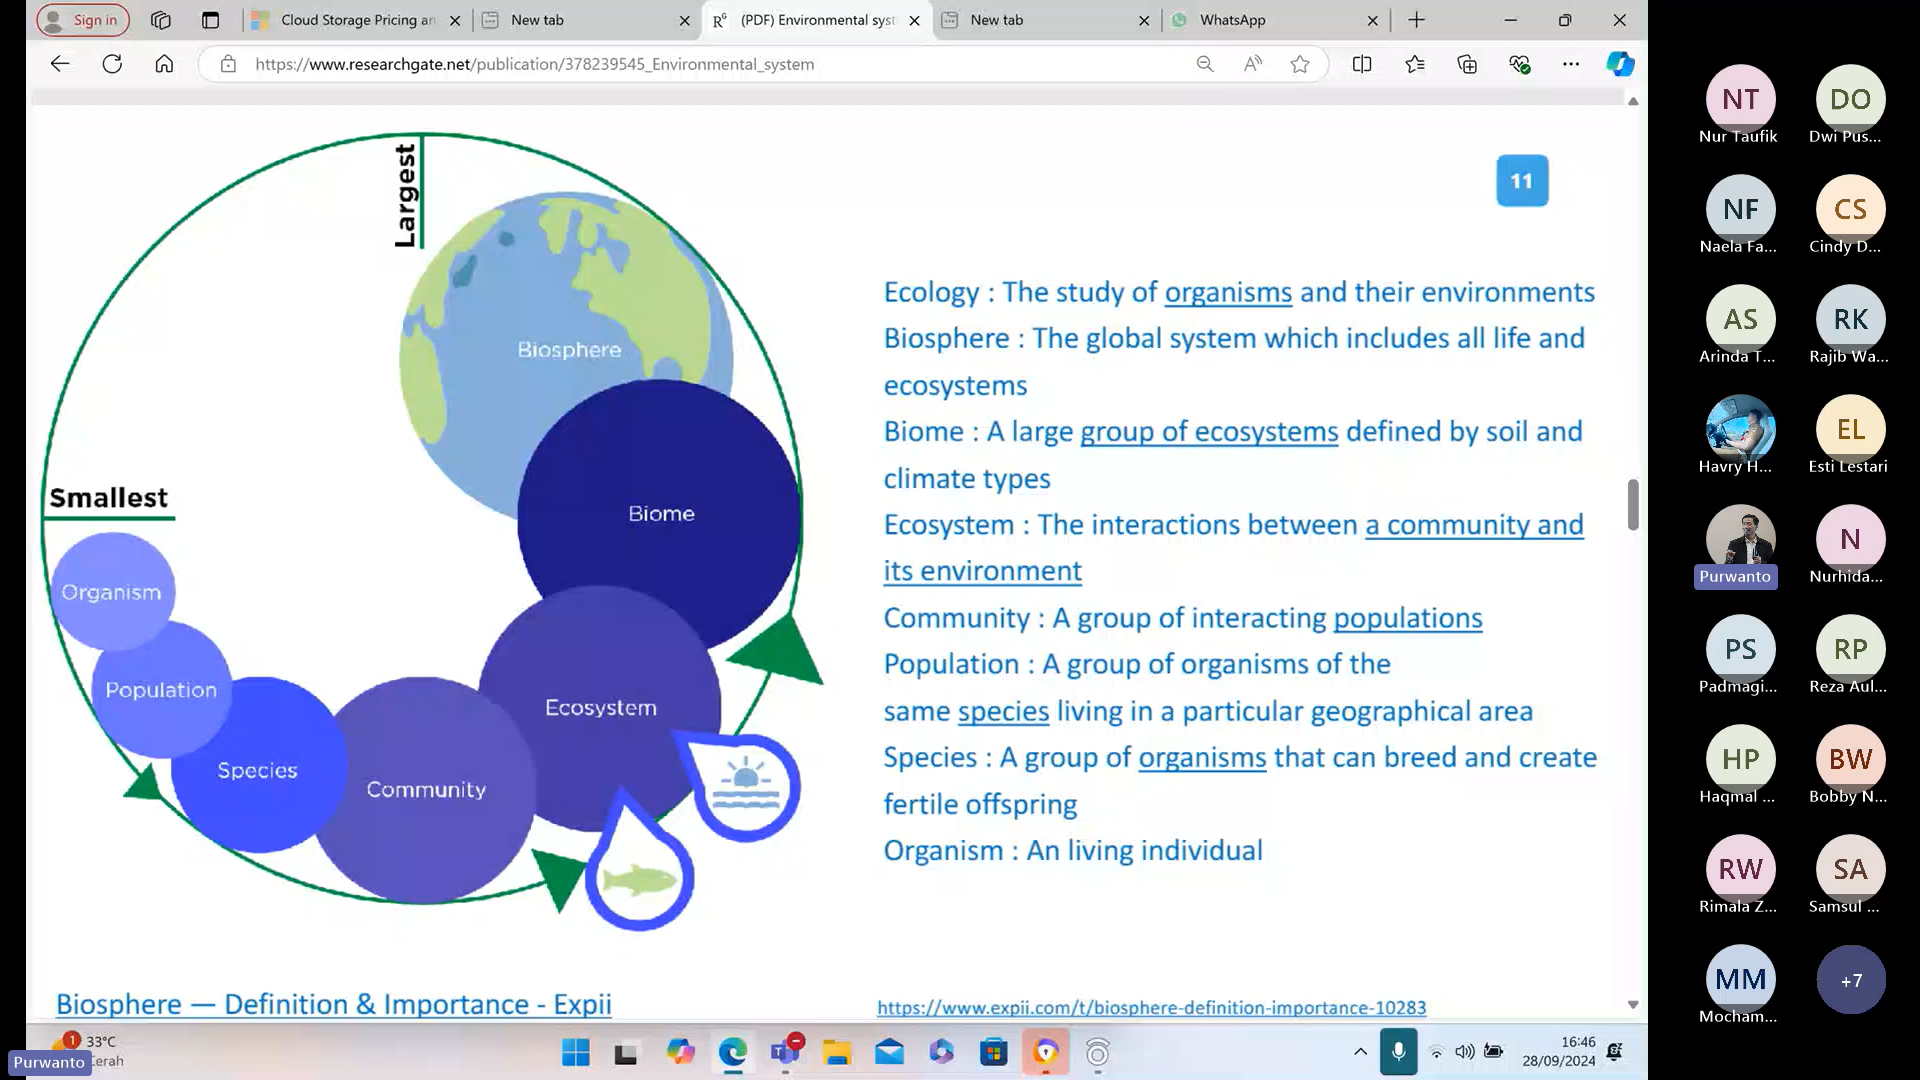 Sign in
Cloud Storage Pricing an
New tab
(PDF) Environmental syst
New tab
WhatsApp
https://www.researchgate.net/publication/378239545_Environmental_system
Largest
Biosphere
Biome
Smallest
Organism
Population
Species
Community
Ecosystem
11
Ecology : The study of organisms and their environments
Biosphere : The global system which includes all life and
ecosystems
Biome : A large group of ecosystems defined by soil and
climate types
Ecosystem : The interactions between a community and
its environment
Community : A group of interacting populations
Population : A group of organisms of the
same species living in a particular geographical area
Species : A group of organisms that can breed and create
fertile offspring
Organism : An living individual
Biosphere — Definition & Importance - Expii
https://www.expii.com/t/biosphere-definition-importance-10283
1
33°C
Cerah
Purwanto
16:46
28/09/2024
NT
Nur Taufik
DO
Dwi Pus...
NF
Naela Fa...
CS
Cindy D...
AS
Arinda T...
RK
Rajib Wa...
Havry H...
EL
Esti Lestari
Purwanto
N
Nurhida...
PS
Padmagi...
RP
Reza Aul...
HP
Haqmal ...
BW
Bobby N...
RW
Rimala Z...
SA
Samsul ...
MM
Mocham...
+7